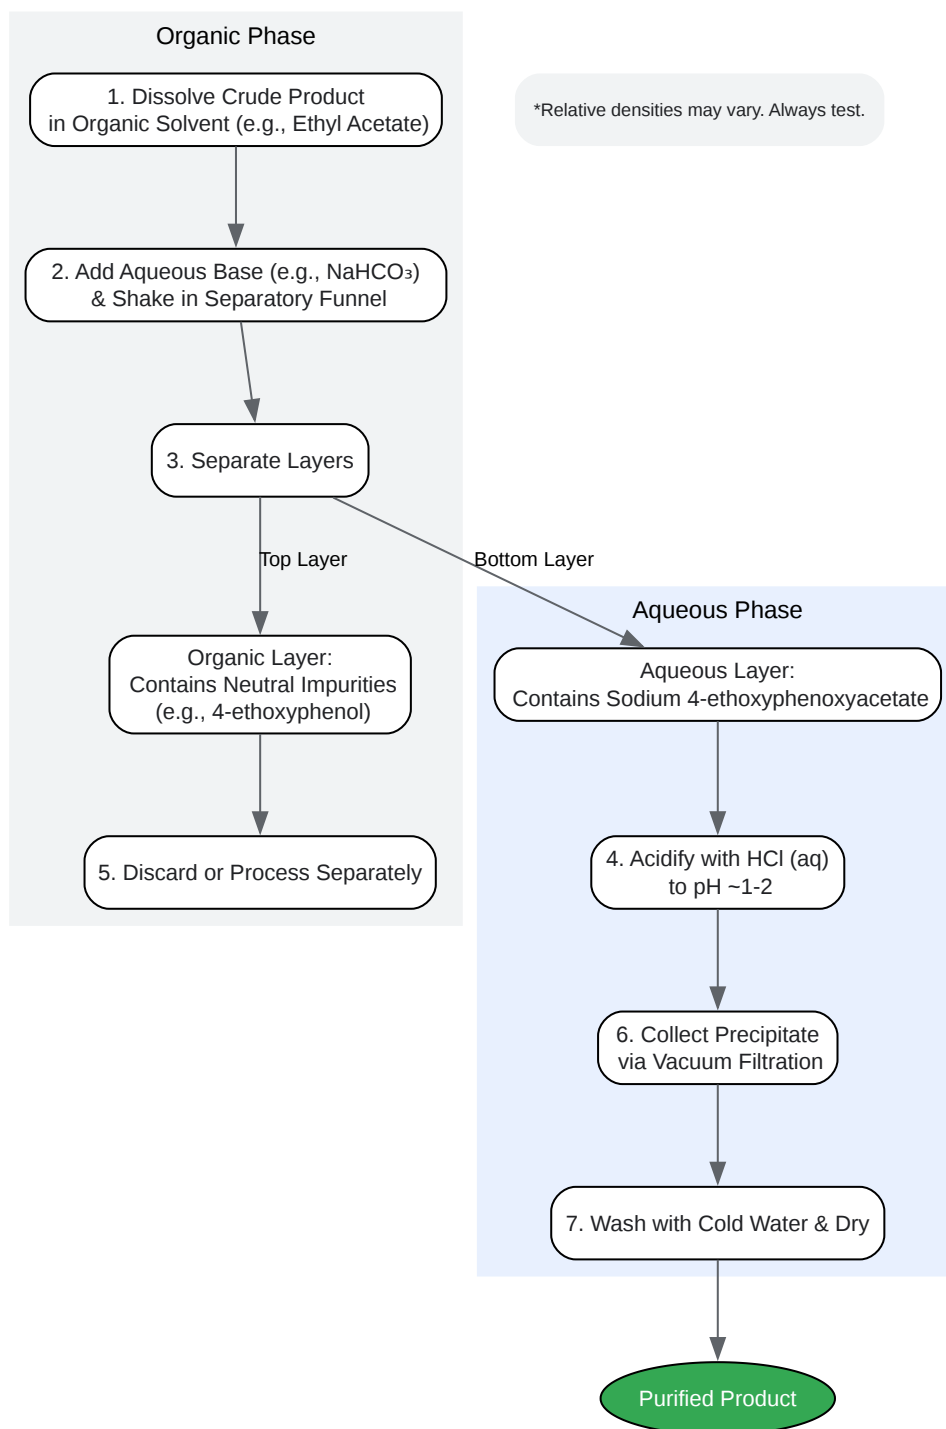 Organic Phase
1. Dissolve Crude Product
in Organic Solvent (e.g., Ethyl Acetate)
*Relative densities may vary. Always test.
2. Add Aqueous Base (e.g., NaHCO₃)
& Shake in Separatory Funnel
3. Separate Layers
Top Layer
Bottom Layer
Organic Layer:
Contains Neutral Impurities
(e.g., 4-ethoxyphenol)
5. Discard or Process Separately
Aqueous Phase
Aqueous Layer:
Contains Sodium 4-ethoxyphenoxyacetate
4. Acidify with HCl (aq)
to pH ~1-2
6. Collect Precipitate
via Vacuum Filtration
7. Wash with Cold Water & Dry
Purified Product